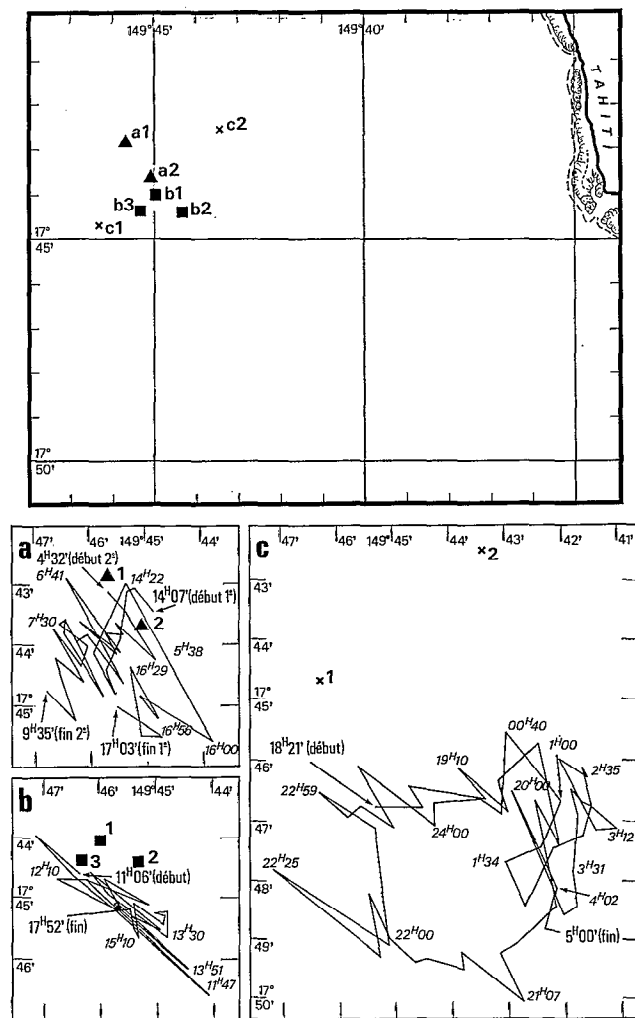 149°45' 149°40'
TAHITI
a1
c2
a2
b1
b3 b2
c1
17°
45'
17°
50'
a
47' 46' 149°45' 44'
4H32'(début 2e)
6H41 1 14H22
43'
14H07'(début 1e)
7H30 2
5H38
44'
16H29
17°
45'
9H35'(fin 2e) 16H56
17H03'(fin 1e) 16H00
b
47' 46' 149°45' 44'
44' 1
3 2
12H10 11H06'(début)
17°
45'
17H52'(fin) 13H30
15H10
46' 13H51
11H47
c
47' 46' 149°45' 43' 42' 41'
2
43'
44'
1
17°
45'
18H21'(début) 00H40
46' 19H10 1H00
22H59 20H00 2H35
47' 24H00 3H12
1H34 3H31
22H25
48' 4H02
22H00 5H00'(fin)
49'
17°
50' 21H07